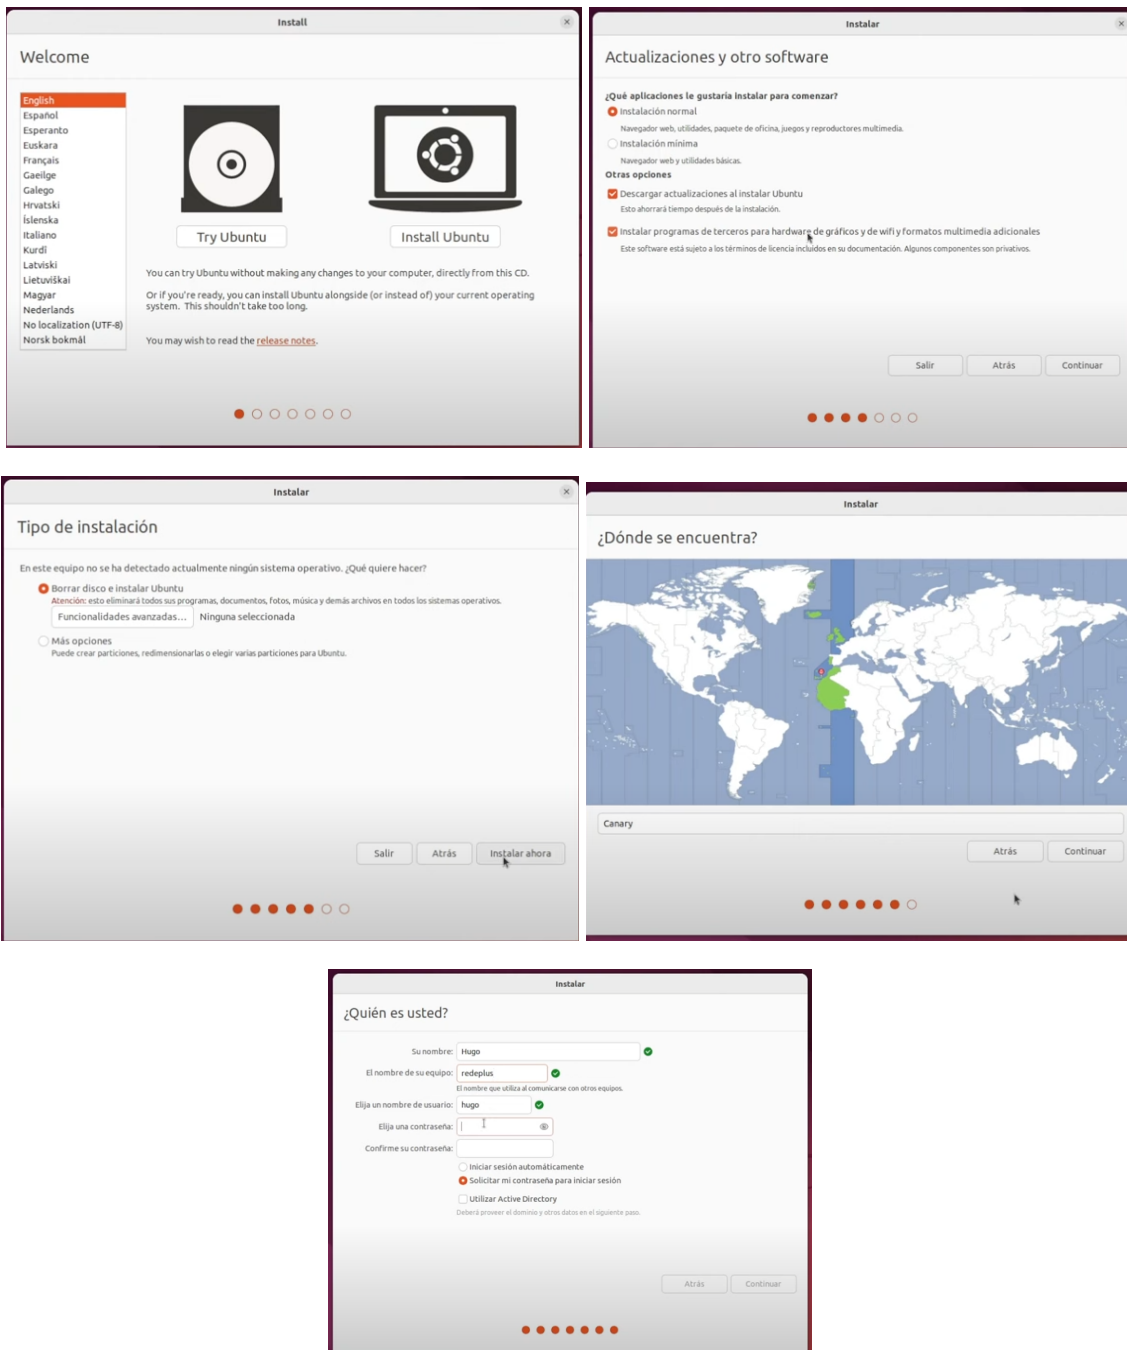 Install
Welcome
English
Español
Esperanto
Euskara
Français
Gaeilge
Galego
Hrvatski
Íslenska
Italiano
Kurdî
Latviski
Lietuviškai
Magyar
Nederlands
No localization (UTF-8)
Norsk bokmål
Try Ubuntu
Install Ubuntu
You can try Ubuntu without making any changes to your computer, directly from this CD.
Or if you're ready, you can install Ubuntu alongside (or instead of) your current operating
system. This shouldn't take too long.
You may wish to read the release notes.
Instalar
Actualizaciones y otro software
¿Qué aplicaciones le gustaría instalar para comenzar?
Instalación normal
Navegador web, utilidades, paquete de oficina, juegos y reproductores multimedia.
Instalación mínima
Navegador web y utilidades básicas.
Otras opciones
Descargar actualizaciones al instalar Ubuntu
Esto ahorrará tiempo después de la instalación.
Instalar programas de terceros para hardware de gráficos y de wifi y formatos multimedia adicionales
Este software está sujeto a los términos de licencia incluidos en su documentación. Algunos componentes son privativos.
Salir
Atrás
Continuar
Instalar
Tipo de instalación
En este equipo no se ha detectado actualmente ningún sistema operativo. ¿Qué quiere hacer?
Borrar disco e instalar Ubuntu
Atención: esto eliminará todos sus programas, documentos, fotos, música y demás archivos en todos los sistemas operativos.
Funcionalidades avanzadas... Ninguna seleccionada
Más opciones
Puede crear particiones, redimensionarlas o elegir varias particiones para Ubuntu.
Salir
Atrás
Instalar ahora
Instalar
¿Dónde se encuentra?
Canary
Atrás
Continuar
Instalar
¿Quién es usted?
Su nombre: Hugo
El nombre de su equipo: redeplus
El nombre que utiliza al comunicarse con otros equipos.
Elija un nombre de usuario: hugo
Elija una contraseña:
Confirme su contraseña:
Iniciar sesión automáticamente
Solicitar mi contraseña para iniciar sesión
Utilizar Active Directory
Deberá proveer el dominio y otros datos en el siguiente paso.
Atrás
Continuar